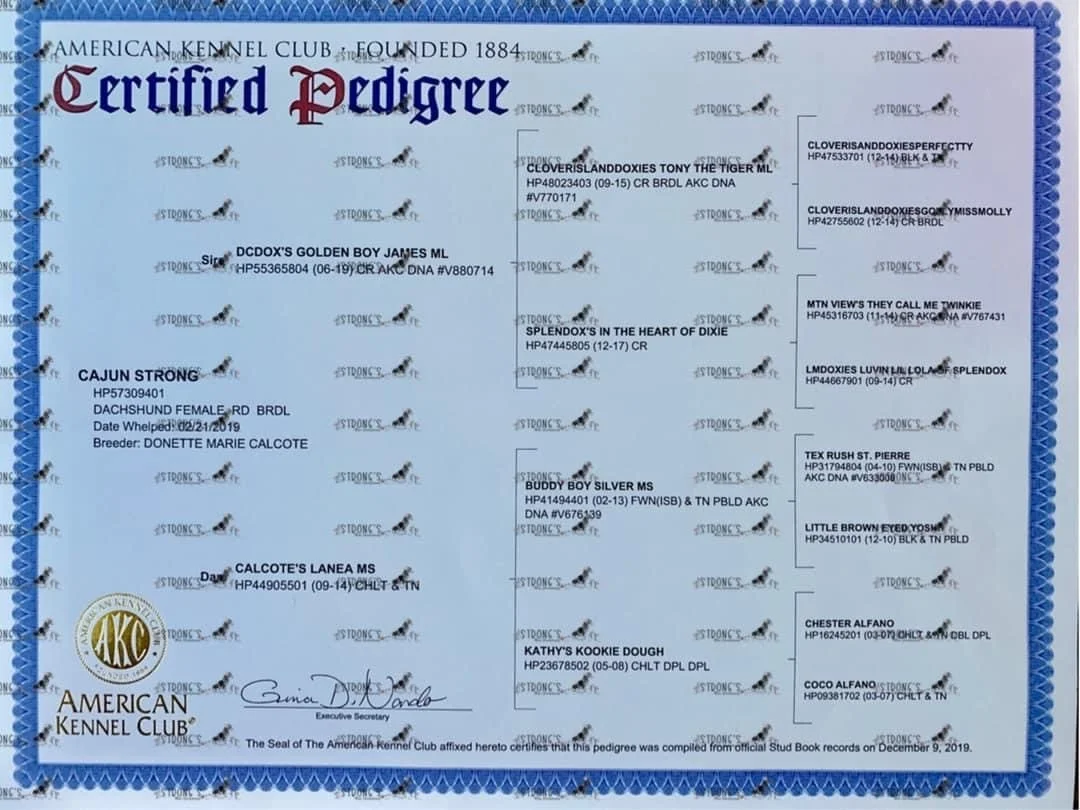 AMERICAN KENNEL CLUB · FOUNDED 1884
Certified Pedigree
CAJUN STRONG
HP57309401
DACHSHUND FEMALE RD BRDL
Date Whelped: 02/21/2019
Breeder: DONETTE MARIE CALCOTE
Sire
DCDOX'S GOLDEN BOY JAMES ML
HP55365804 (06-19) CR AKC DNA #V880714
Dam
CALCOTE'S LANEA MS
HP44905501 (09-14) CHLT & TN
CLOVERISLANDDOXIES TONY THE TIGER ML
HP48023403 (09-15) CR BRDL AKC DNA
#V770171
SPLENDOX'S IN THE HEART OF DIXIE
HP47445805 (12-17) CR
BUDDY BOY SILVER MS
HP41494401 (02-13) FWN(ISB) & TN PBLD AKC
DNA #V676139
KATHY'S KOOKIE DOUGH
HP23678502 (05-08) CHLT DPL DPL
CLOVERISANDDOXIESPERFECTTY
HP47533701 (12-14) BLK & TN
HP42755602 (12-14) CR BRDL
MTN VIEW'S THEY CALL ME TWINKIE
HP45316703 (11-14) CR AKC DNA #V767431
LMDOXIES LUVIN LIL LOLA OF SPLENDOX
HP44667901 (09-14) CR
TEX RUSH ST. PIERRE
HP31794804 (04-10) FWN(ISB) & TN PBLD
AKC DNA
LITTLE BROWN EYED
HP34510101 (12-10) BLK & TN PBLD
CHESTER ALFANO
HP16245201 (03-07) CHLT & TN DBL DPL
COCO ALFANO
HP09381702 (03-07) CHLT & TN
AMERICAN KENNEL CLUB
AKC
FOUNDED 1884
AMERICAN
KENNEL CLUB®
Executive Secretary
The Seal of The American Kennel Club affixed hereto certifies that this pedigree was compiled from official Stud Book records on December 9, 2019.
STRONG'S